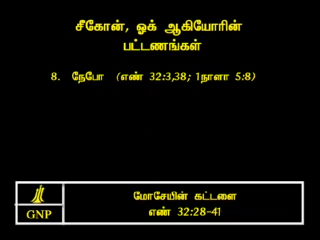 சீகோன், ஓக் ஆகியோரின்
பட்டணங்கள்
8. நேபோ (எண் 32:3,38; 1நாளா 5:8)
மோசேயின் கட்டளை
எண் 32:28-41
GNP